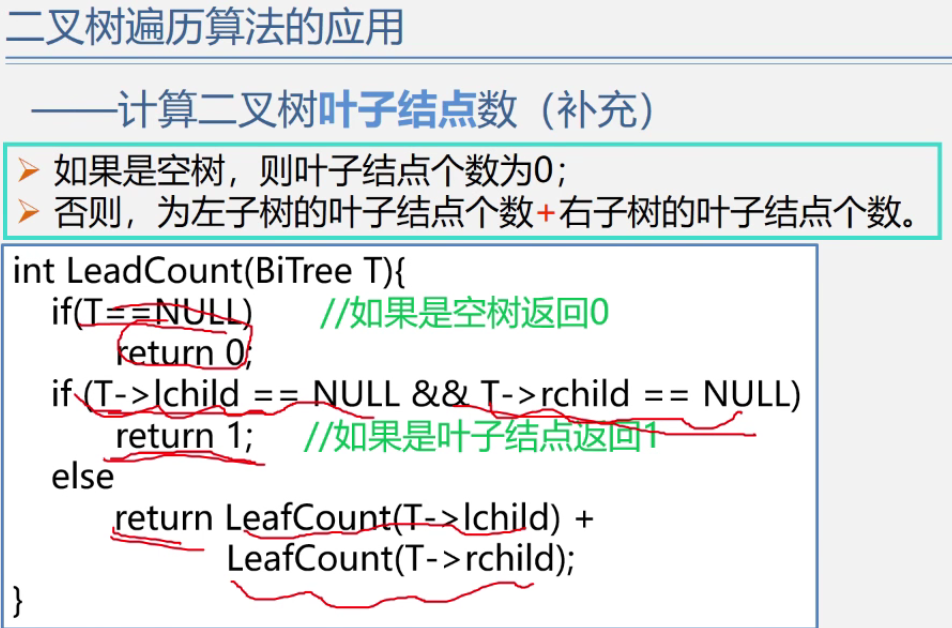 二叉树遍历算法的应用
——计算二叉树叶子结点数（补充）
➢ 如果是空树，则叶子结点个数为0；
➢ 否则，为左子树的叶子结点个数+右子树的叶子结点个数。
int LeadCount(BiTree T){
if(T==NULL) //如果是空树返回0
return 0;
if (T->lchild == NULL && T->rchild == NULL)
return 1; //如果是叶子结点返回1
else
return LeafCount(T->lchild) +
LeafCount(T->rchild);
}